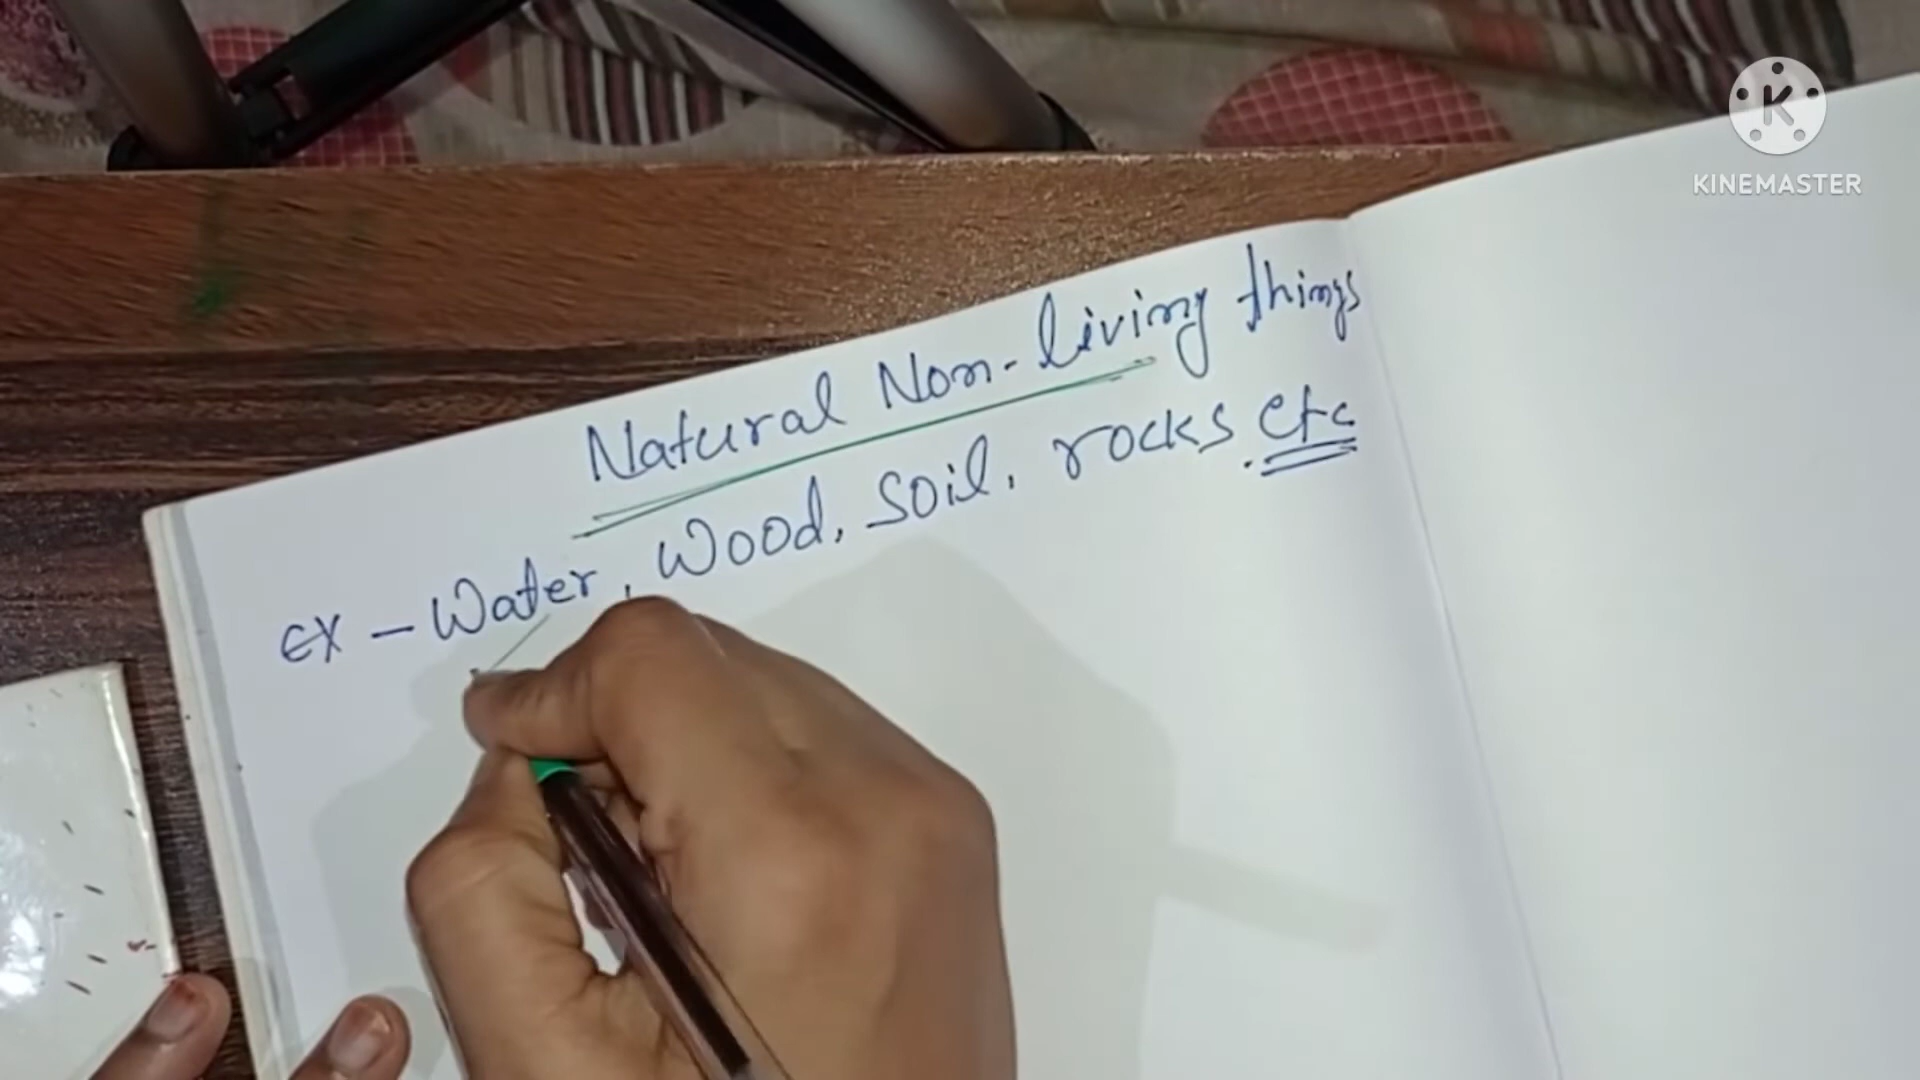 KINEMASTER
Natural Non-living things
Ex - Water, Wood, Soil, rocks etc